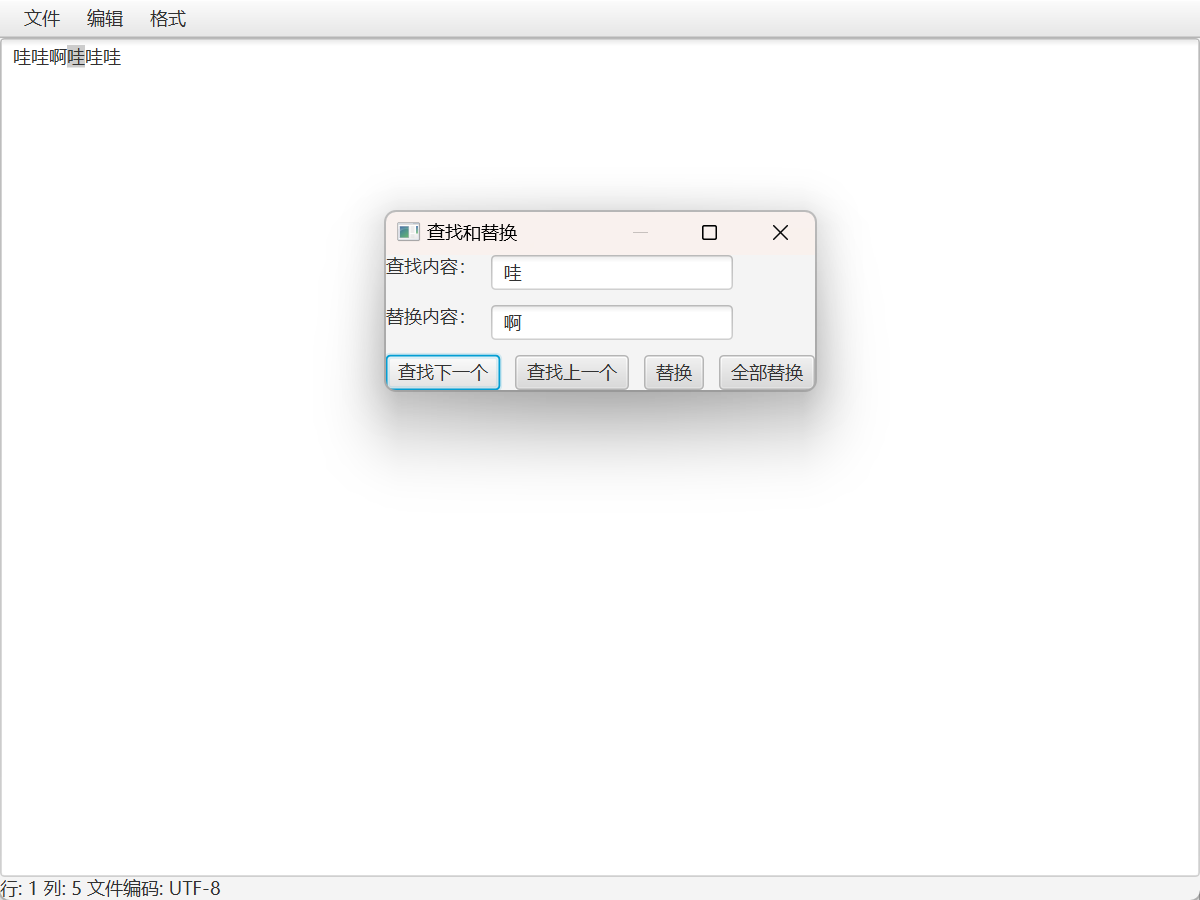 文件 编辑 格式
哇哇啊哇哇哇
查找和替换
查找内容： 哇
替换内容： 啊
查找下一个 查找上一个 替换 全部替换
行: 1 列: 5 文件编码: UTF-8